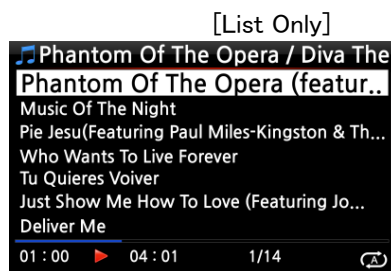 [List Only]
Phantom Of The Opera / Diva The
Phantom Of The Opera (featur..
Music Of The Night
Pie Jesu(Featuring Paul Miles-Kingston & Th...
Who Wants To Live Forever
Tu Quieres Voiver
Just Show Me How To Love (Featuring Jo...
Deliver Me
01 : 00 04 : 01 1/14 A